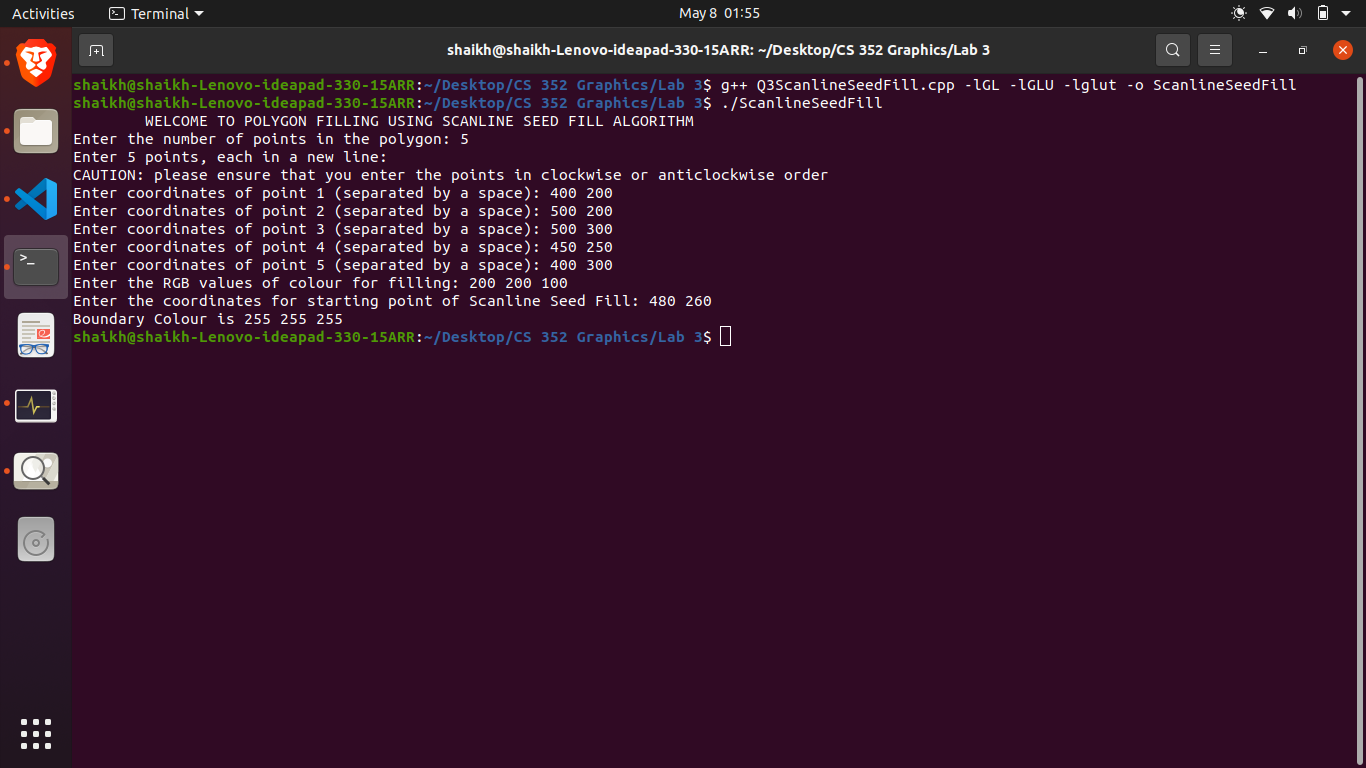 Activities Terminal May 8 01:55
shaikh@shaikh-Lenovo-ideapad-330-15ARR: ~/Desktop/CS 352 Graphics/Lab 3
shaikh@shaikh-Lenovo-ideapad-330-15ARR:~/Desktop/CS 352 Graphics/Lab 3$ g++ Q3ScanlineSeedFill.cpp -lGL -lGLU -lglut -o ScanlineSeedFill
shaikh@shaikh-Lenovo-ideapad-330-15ARR:~/Desktop/CS 352 Graphics/Lab 3$ ./ScanlineSeedFill
WELCOME TO POLYGON FILLING USING SCANLINE SEED FILL ALGORITHM
Enter the number of points in the polygon: 5
Enter 5 points, each in a new line:
CAUTION: please ensure that you enter the points in clockwise or anticlockwise order
Enter coordinates of point 1 (separated by a space): 400 200
Enter coordinates of point 2 (separated by a space): 500 200
Enter coordinates of point 3 (separated by a space): 500 300
Enter coordinates of point 4 (separated by a space): 450 250
Enter coordinates of point 5 (separated by a space): 400 300
Enter the RGB values of colour for filling: 200 200 100
Enter the coordinates for starting point of Scanline Seed Fill: 480 260
Boundary Colour is 255 255 255
shaikh@shaikh-Lenovo-ideapad-330-15ARR:~/Desktop/CS 352 Graphics/Lab 3$